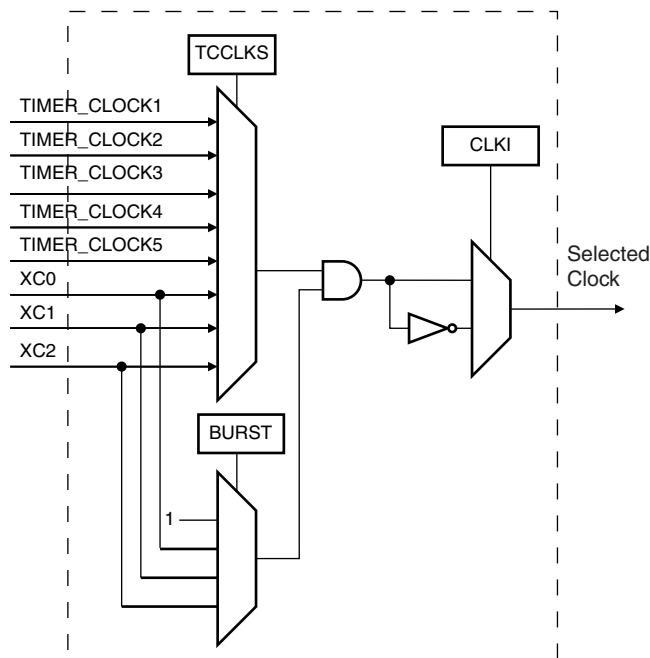 TCCLKS
TIMER_CLOCK1
TIMER_CLOCK2
CLKI
TIMER_CLOCK3
TIMER_CLOCK4
TIMER_CLOCK5
Selected
Clock
XC0
XC1
XC2
BURST
1